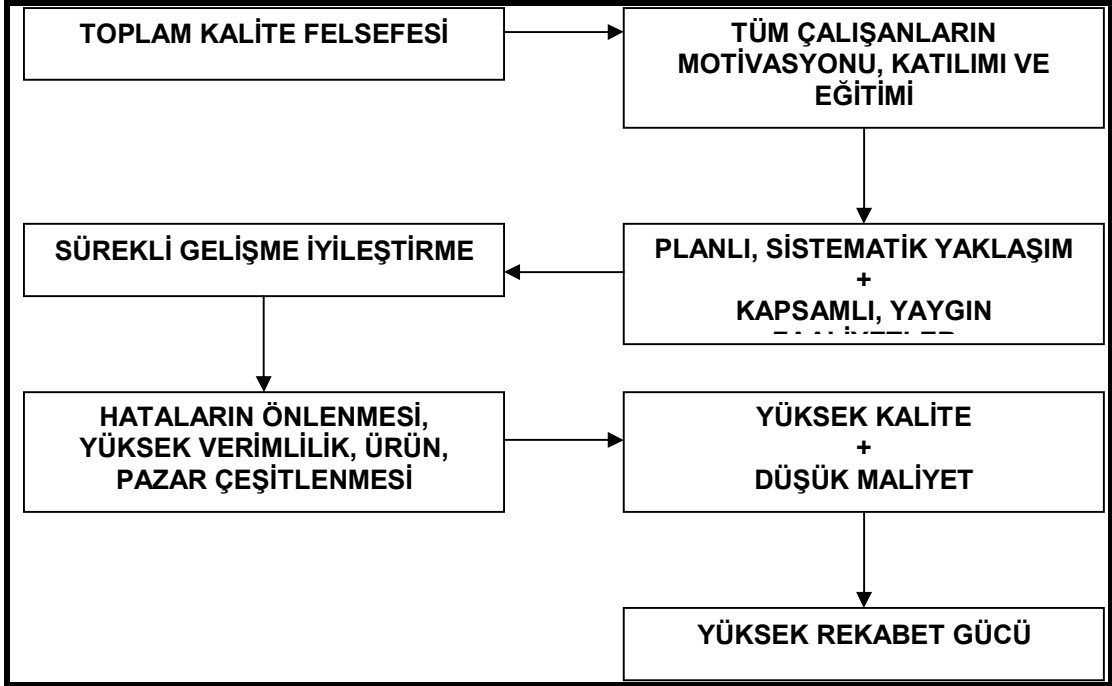 TOPLAM KALİTE FELSEFESİ
TÜM ÇALIŞANLARIN
MOTİVASYONU, KATILIMI VE
EĞİTİMİ
PLANLI, SİSTEMATİK YAKLAŞIM
+
KAPSAMLI, YAYGIN
SÜREKLİ GELİŞME İYİLEŞTİRME
HATALARIN ÖNLENMESİ,
YÜKSEK VERİMLİLİK, ÜRÜN,
PAZAR ÇEŞİTLENMESİ
YÜKSEK KALİTE
+
DÜŞÜK MALİYET
YÜKSEK REKABET GÜCÜ